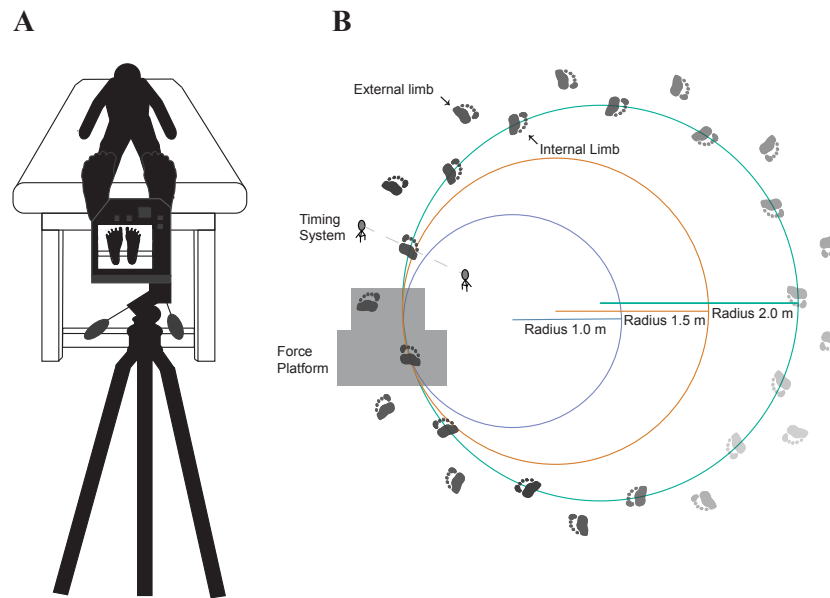 A
B
External limb
Internal Limb
Timing
System
Radius 1.0 m
Radius 1.5 m
Radius 2.0 m
Force
Platform